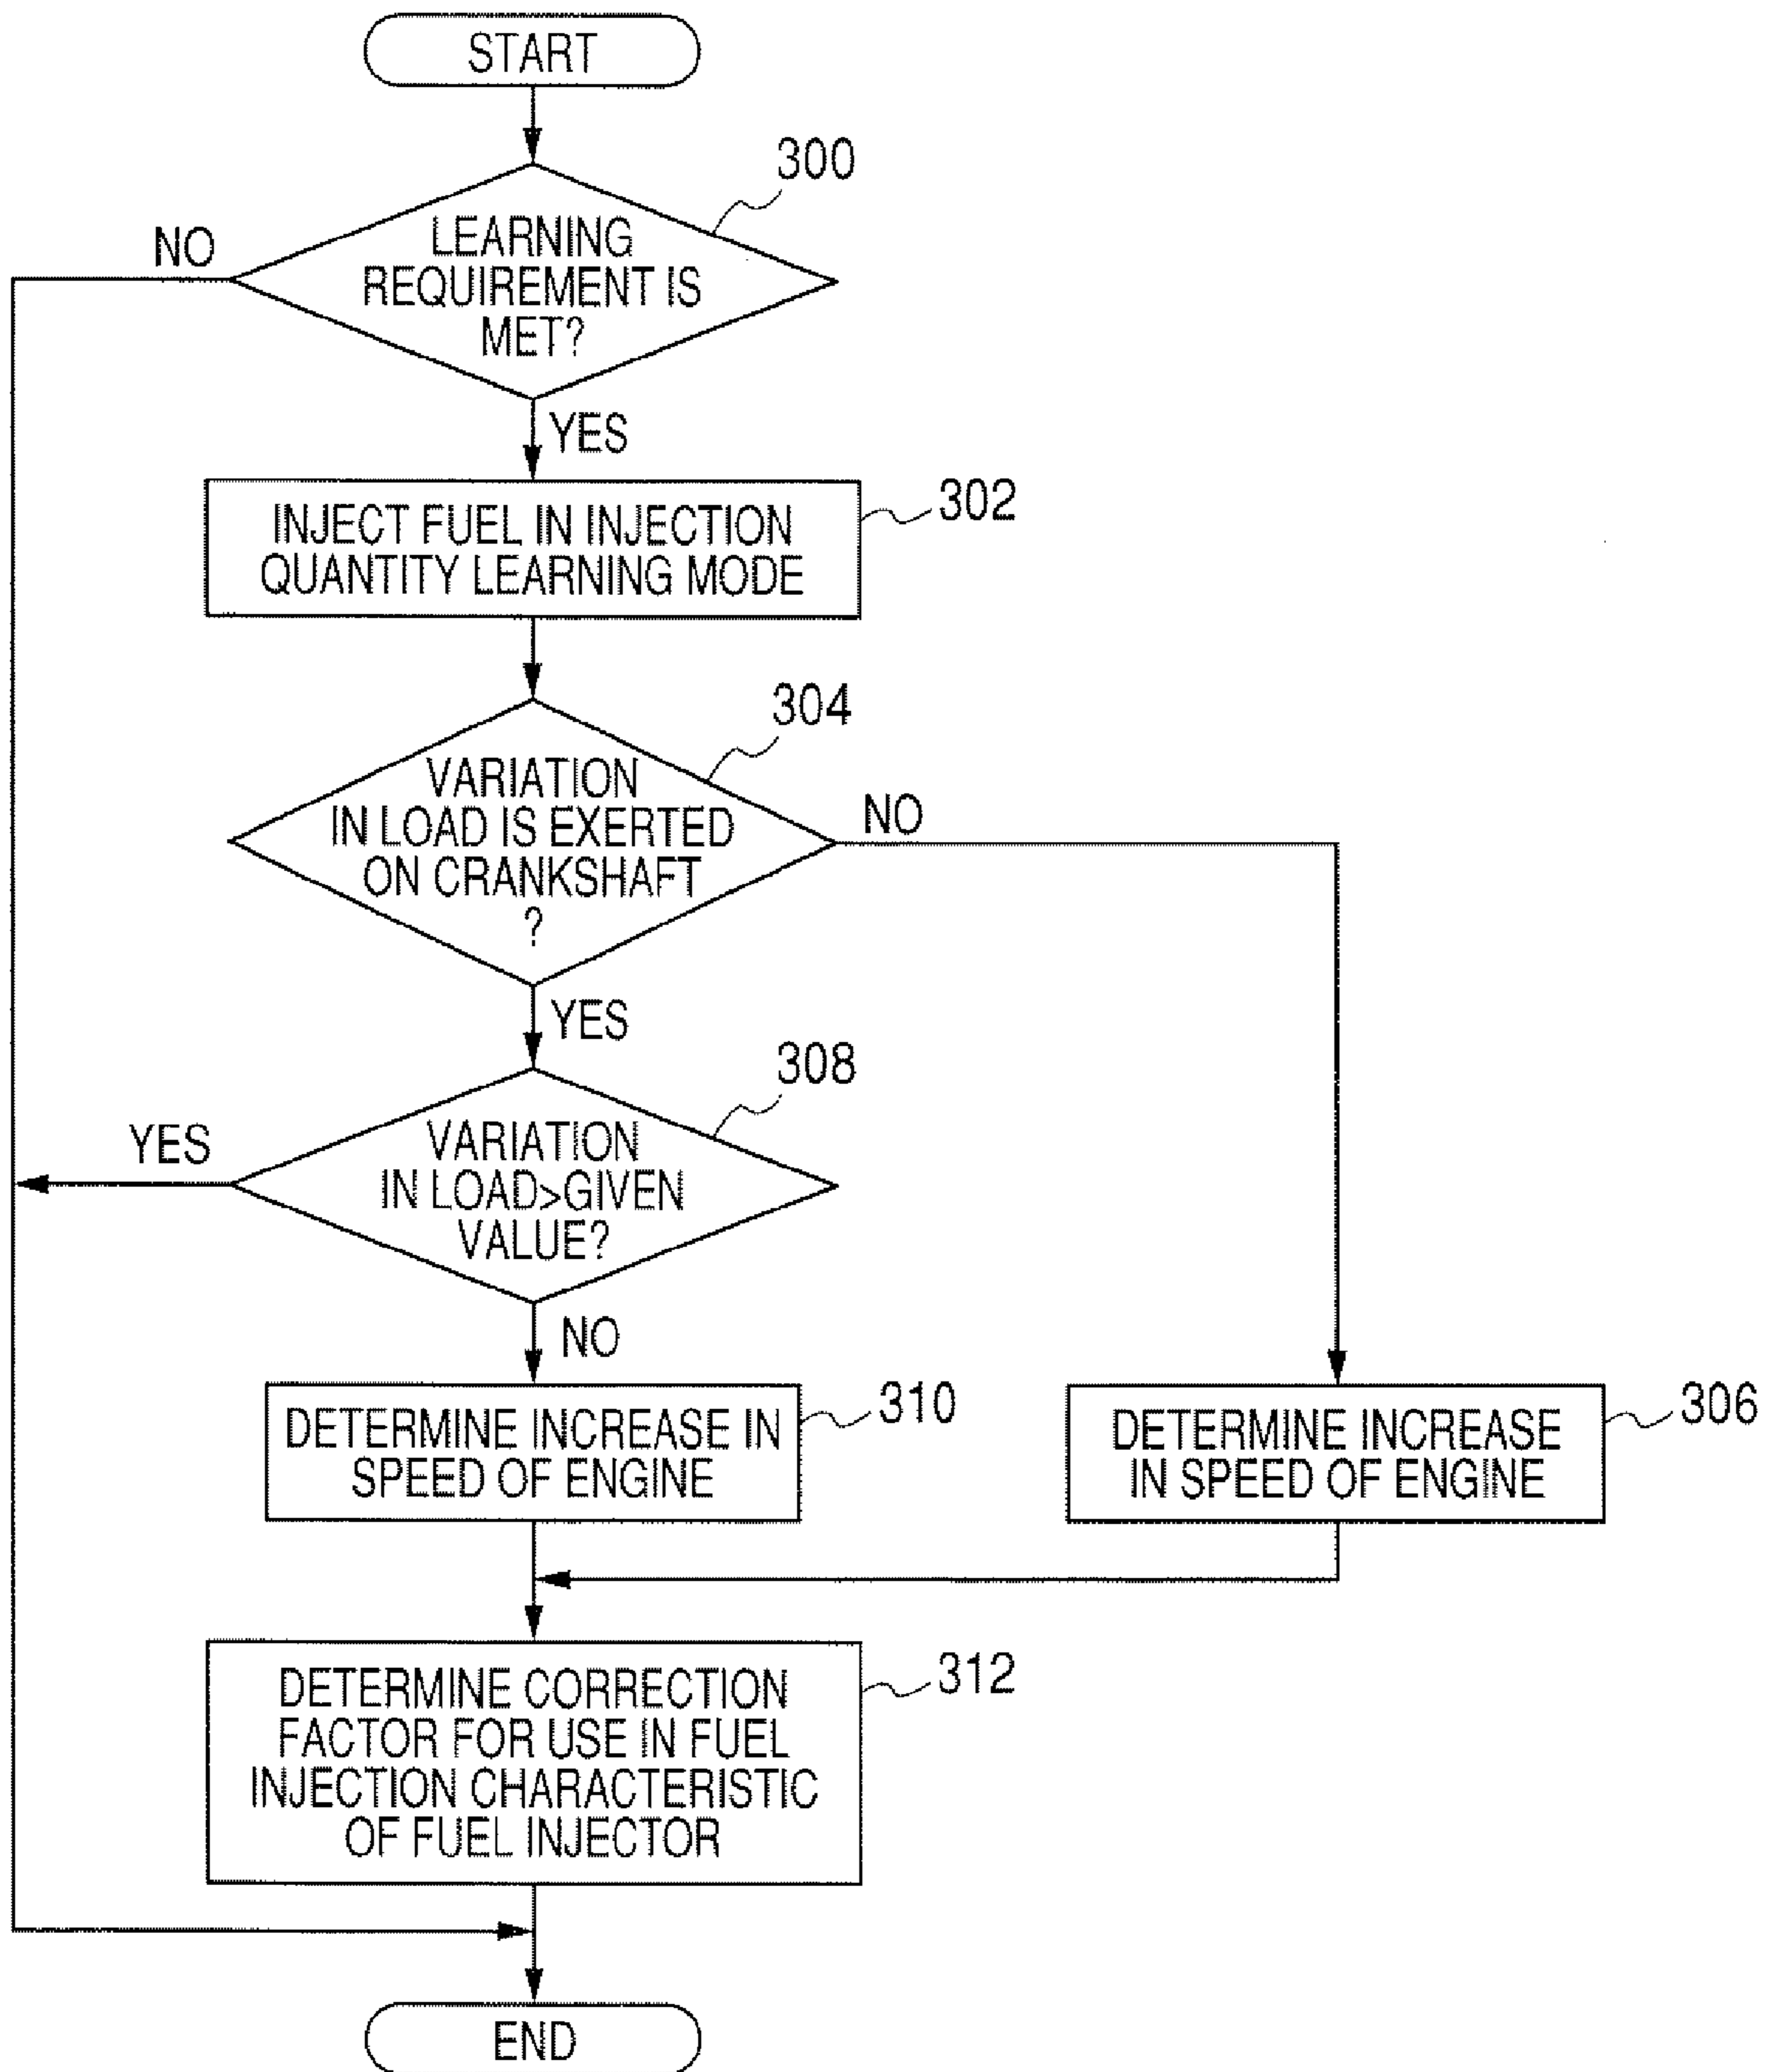 START
300
LEARNING
REQUIREMENT IS
MET?
NO
YES
302
INJECT FUEL IN INJECTION
QUANTITY LEARNING MODE
304
VARIATION
IN LOAD IS EXERTED
ON CRANKSHAFT
?
NO
YES
308
VARIATION
IN LOAD>GIVEN
VALUE?
YES
NO
310
DETERMINE INCREASE IN
SPEED OF ENGINE
306
DETERMINE INCREASE
IN SPEED OF ENGINE
312
DETERMINE CORRECTION
FACTOR FOR USE IN FUEL
INJECTION CHARACTERISTIC
OF FUEL INJECTOR
END